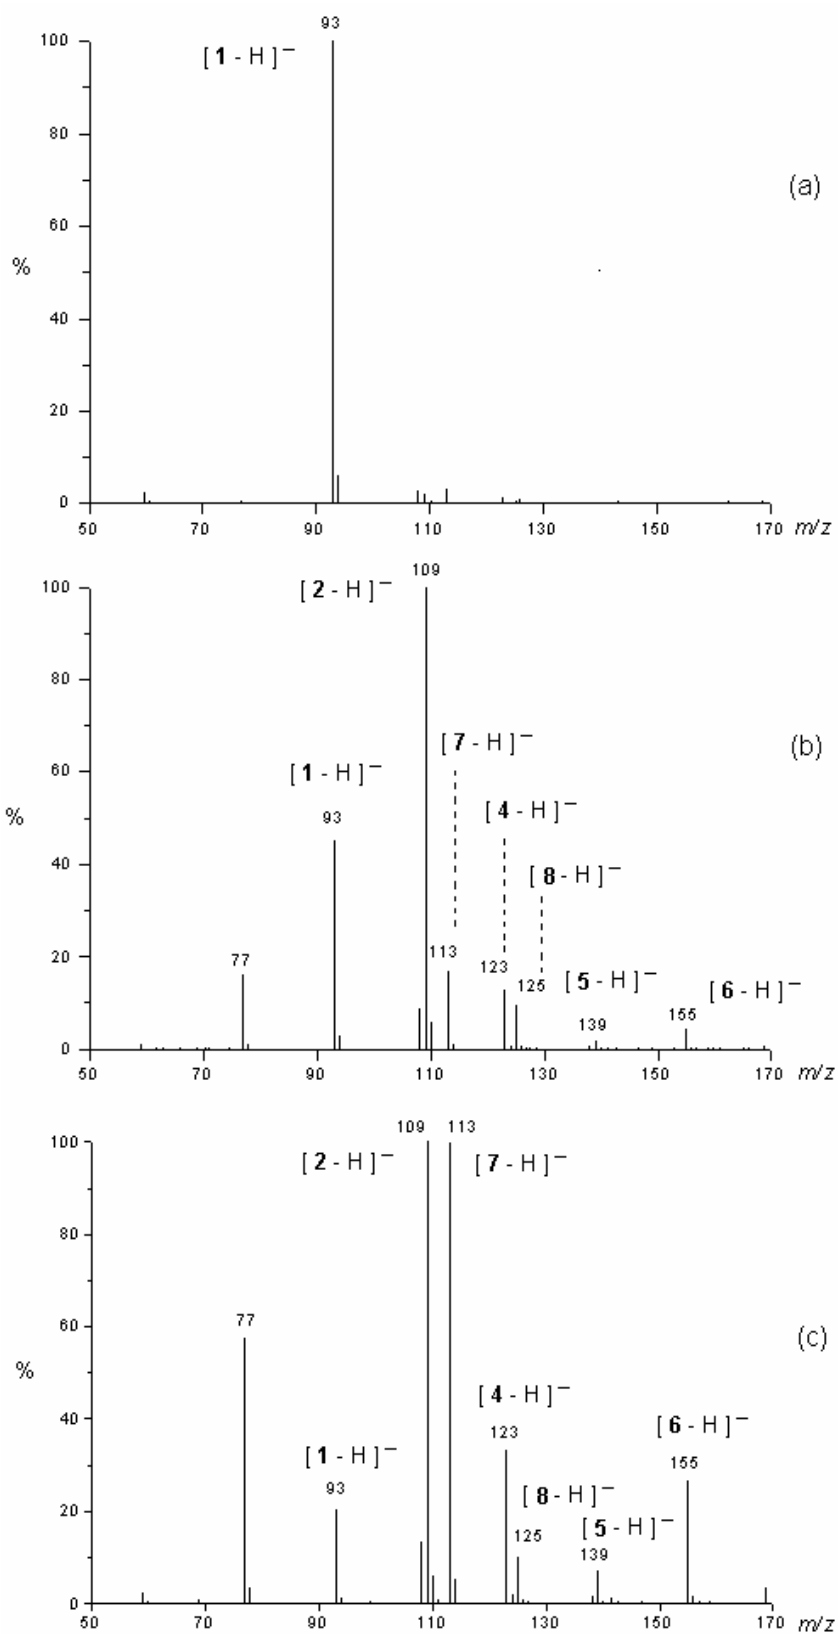 93
100
[ 1 - H ]−
80
(a)
60
%
40
20
0
50 70 90 110 130 150 170 m/z
109
100
[ 2 - H ]−
80
[ 7 - H ]−
(b)
[ 1 - H ]−
60
[ 4 - H ]−
%
93
[ 8 - H ]−
40
20
77
113
123
125
[ 5 - H ]−
[ 6 - H ]−
139
155
0
50 70 90 110 130 150 170 m/z
109 113
100
[ 2 - H ]−
[ 7 - H ]−
80
77
(c)
60
%
[ 4 - H ]−
40
123
[ 6 - H ]−
[ 1 - H ]−
155
93
[ 8 - H ]−
20
125
[ 5 - H ]−
139
0
50 70 90 110 130 150 170 m/z